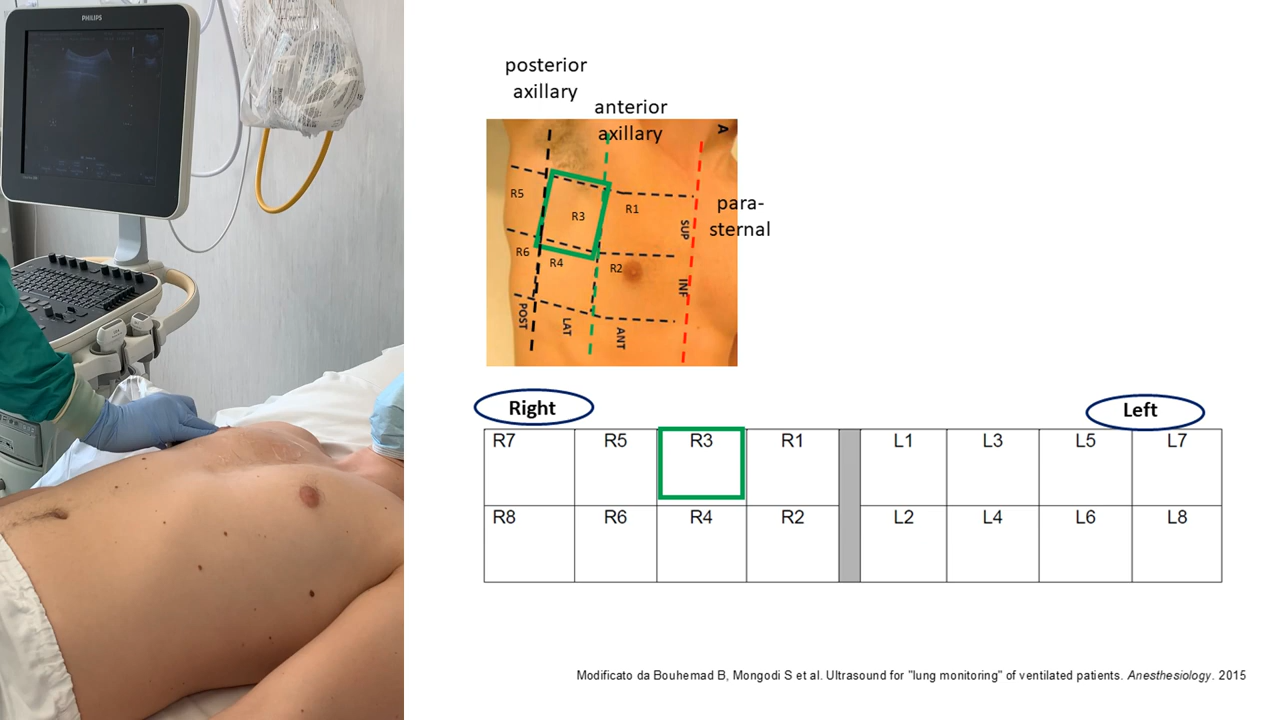 PHILIPS
posterior
axillary
anterior
axillary
A
R5
R3
R1
para-
sternal
SUP
R6
R4
R2
INF
POST
LAT
ANT
Right
Left
R7 R5 R3 R1 L1 L3 L5 L7
R8 R6 R4 R2 L2 L4 L6 L8
Modificato da Bouhemad B, Mongodi S et al. Ultrasound for "lung monitoring" of ventilated patients. Anesthesiology. 2015